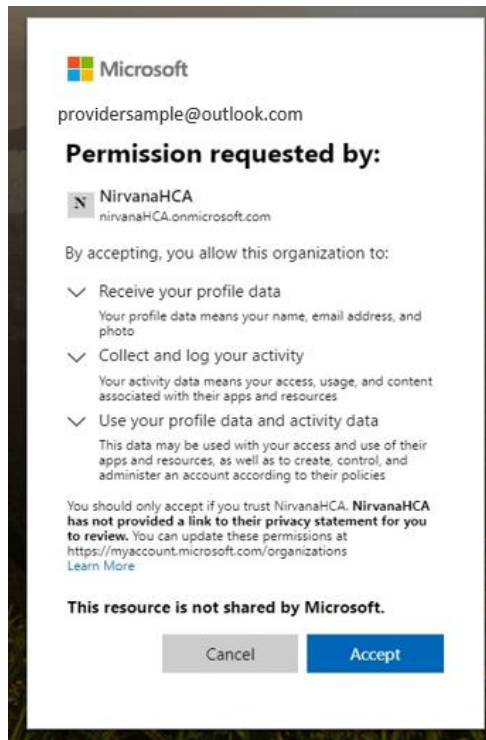 Microsoft
providersample@outlook.com
Permission requested by:
N
NirvanaHCA
nirvanaHCA.onmicrosoft.com
By accepting, you allow this organization to:
Receive your profile data
Your profile data means your name, email address, and
photo
Collect and log your activity
Your activity data means your access, usage, and content
associated with their apps and resources
Use your profile data and activity data
This data may be used with your access and use of their
apps and resources, as well as to create, control, and
administer an account according to their policies
You should only accept if you trust NirvanaHCA. NirvanaHCA
has not provided a link to their privacy statement for you
to review. You can update these permissions at
https://myaccount.microsoft.com/organizations
Learn More
This resource is not shared by Microsoft.
Cancel
Accept